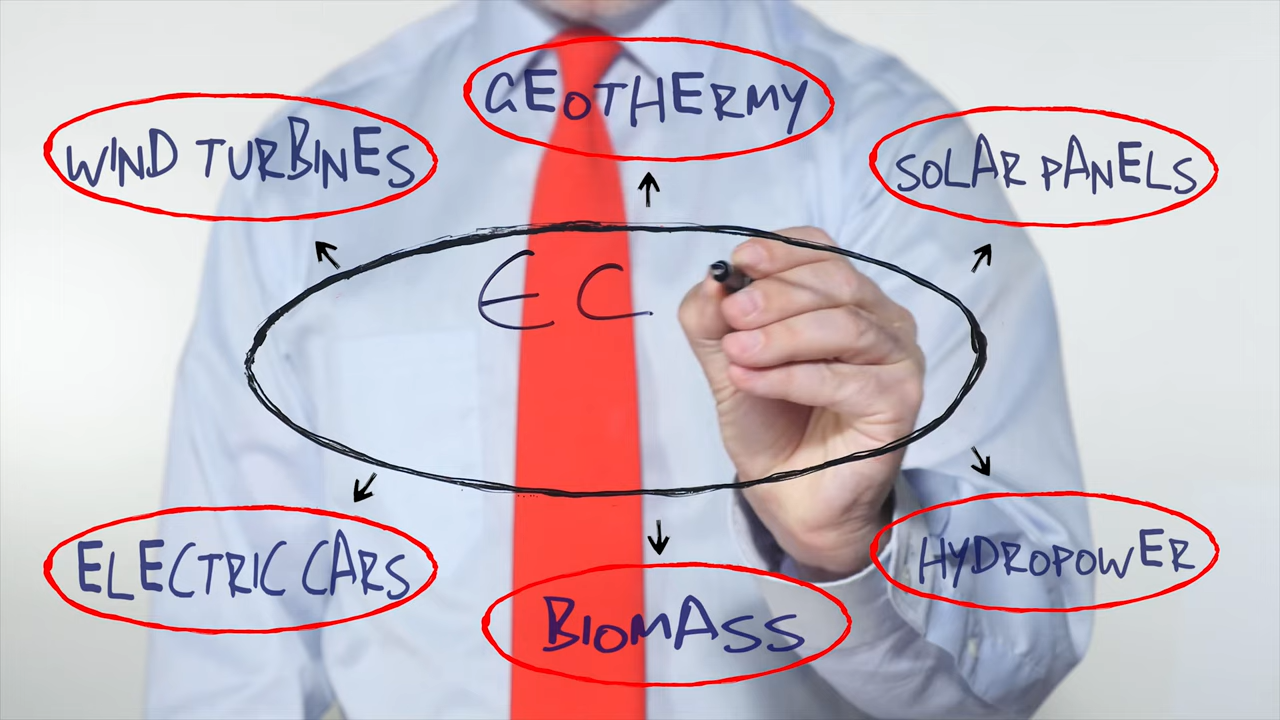 GEOTHERMY
WIND TURBINES
SOLAR PANELS
EC
ELECTRIC CARS
HYDROPOWER
BIOMASS